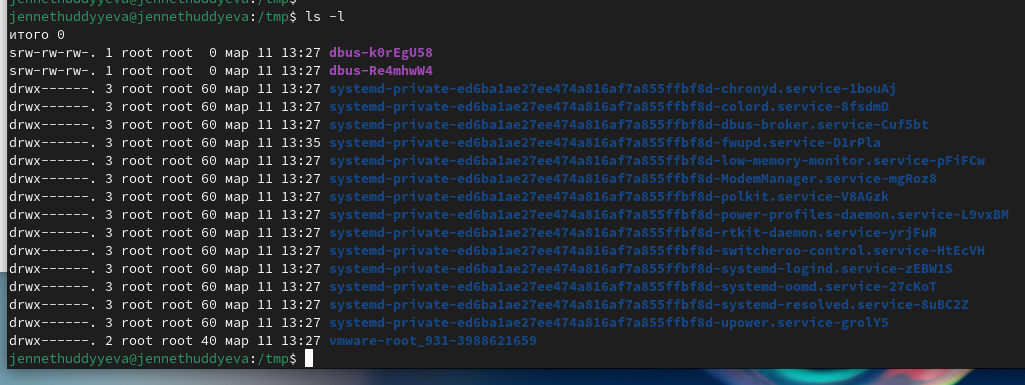 jennethuddyyeva@jennethuddyeva:/tmp$
jennethuddyyeva@jennethuddyeva:/tmp$ ls -l
итого 0
srw-rw-rw-. 1 root root  0 мар 11 13:27 dbus-k0rEgU58
srw-rw-rw-. 1 root root  0 мар 11 13:27 dbus-Re4mhwW4
drwx------. 3 root root 60 мар 11 13:27 systemd-private-ed6ba1ae27ee474a816af7a855ffbf8d-chronyd.service-1bouAj
drwx------. 3 root root 60 мар 11 13:27 systemd-private-ed6ba1ae27ee474a816af7a855ffbf8d-colord.service-8fsdmD
drwx------. 3 root root 60 мар 11 13:27 systemd-private-ed6ba1ae27ee474a816af7a855ffbf8d-dbus-broker.service-Cuf5bt
drwx------. 3 root root 60 мар 11 13:35 systemd-private-ed6ba1ae27ee474a816af7a855ffbf8d-fwupd.service-D1rPla
drwx------. 3 root root 60 мар 11 13:27 systemd-private-ed6ba1ae27ee474a816af7a855ffbf8d-low-memory-monitor.service-pFiFCw
drwx------. 3 root root 60 мар 11 13:27 systemd-private-ed6ba1ae27ee474a816af7a855ffbf8d-ModemManager.service-mgRoz8
drwx------. 3 root root 60 мар 11 13:27 systemd-private-ed6ba1ae27ee474a816af7a855ffbf8d-polkit.service-V8AGzk
drwx------. 3 root root 60 мар 11 13:27 systemd-private-ed6ba1ae27ee474a816af7a855ffbf8d-power-profiles-daemon.service-L9vxBM
drwx------. 3 root root 60 мар 11 13:27 systemd-private-ed6ba1ae27ee474a816af7a855ffbf8d-rtkit-daemon.service-yrjFuR
drwx------. 3 root root 60 мар 11 13:27 systemd-private-ed6ba1ae27ee474a816af7a855ffbf8d-switcheroo-control.service-HtEcVH
drwx------. 3 root root 60 мар 11 13:27 systemd-private-ed6ba1ae27ee474a816af7a855ffbf8d-systemd-logind.service-zEBW1S
drwx------. 3 root root 60 мар 11 13:27 systemd-private-ed6ba1ae27ee474a816af7a855ffbf8d-systemd-oomd.service-27cKoT
drwx------. 3 root root 60 мар 11 13:27 systemd-private-ed6ba1ae27ee474a816af7a855ffbf8d-systemd-resolved.service-8uBC2Z
drwx------. 3 root root 60 мар 11 13:27 systemd-private-ed6ba1ae27ee474a816af7a855ffbf8d-upower.service-grolY5
drwx------. 2 root root 40 мар 11 13:27 vmware-root_931-3988621659
jennethuddyyeva@jennethuddyeva:/tmp$